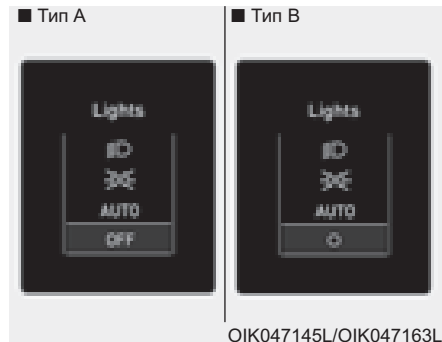 ■ Тип A
■ Тип B
Lights
AUTO
OFF
Lights
AUTO
OIK047145L/OIK047163L